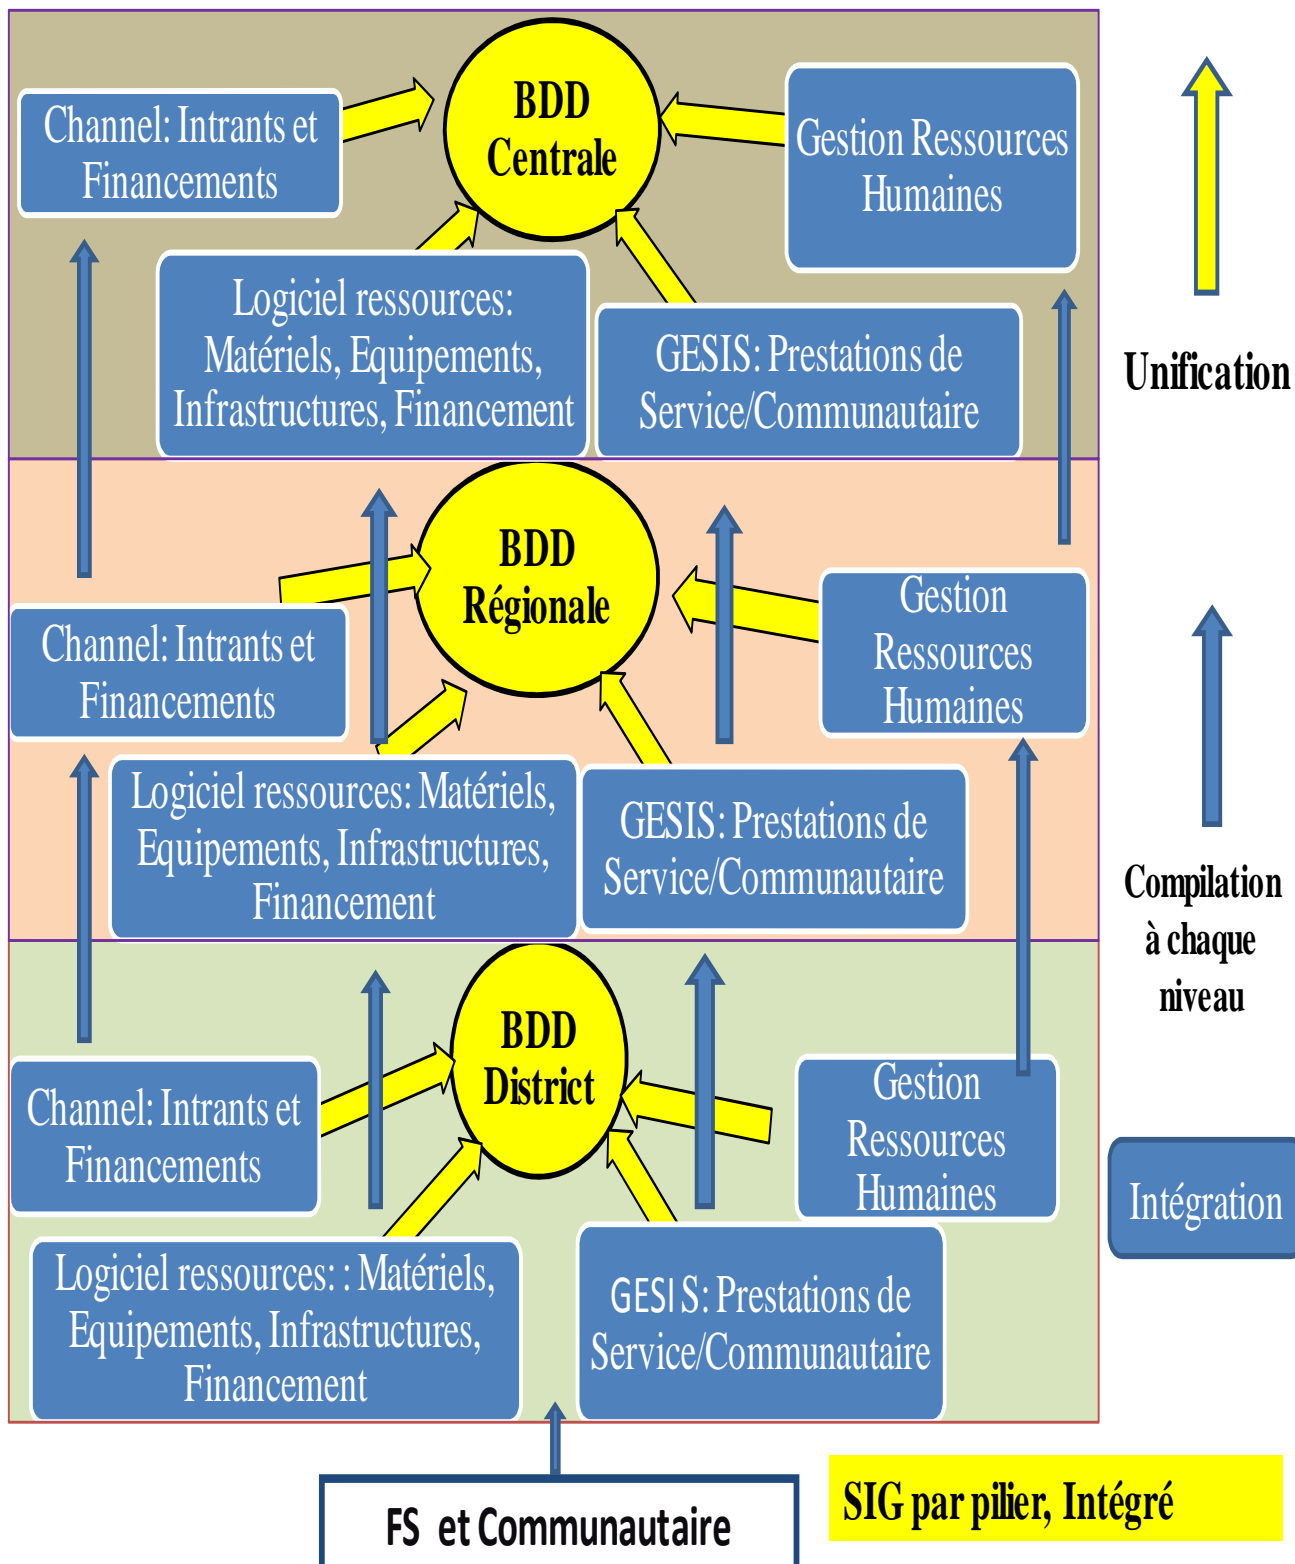 BDD
Centrale
Channel: Intrants et
Financements
Gestion Ressources
Humaines
Logiciel ressources:
Matériels, Equipements,
Infrastructures, Financement
GESIS: Prestations de
Service/Communautaire
Unification
BDD
Régionale
Channel: Intrants et
Financements
Gestion
Ressources
Humaines
Logiciel ressources: Matériels,
Equipements, Infrastructures,
Financement
GESIS: Prestations de
Service/Communautaire
Compilation
à chaque
niveau
BDD
District
Channel: Intrants et
Financements
Gestion
Ressources
Humaines
Intégration
Logiciel ressources: : Matériels,
Equipements, Infrastructures,
Financement
GESI S: Prestations de
Service/Communautaire
FS et Communautaire
SIG par pilier, Intégré